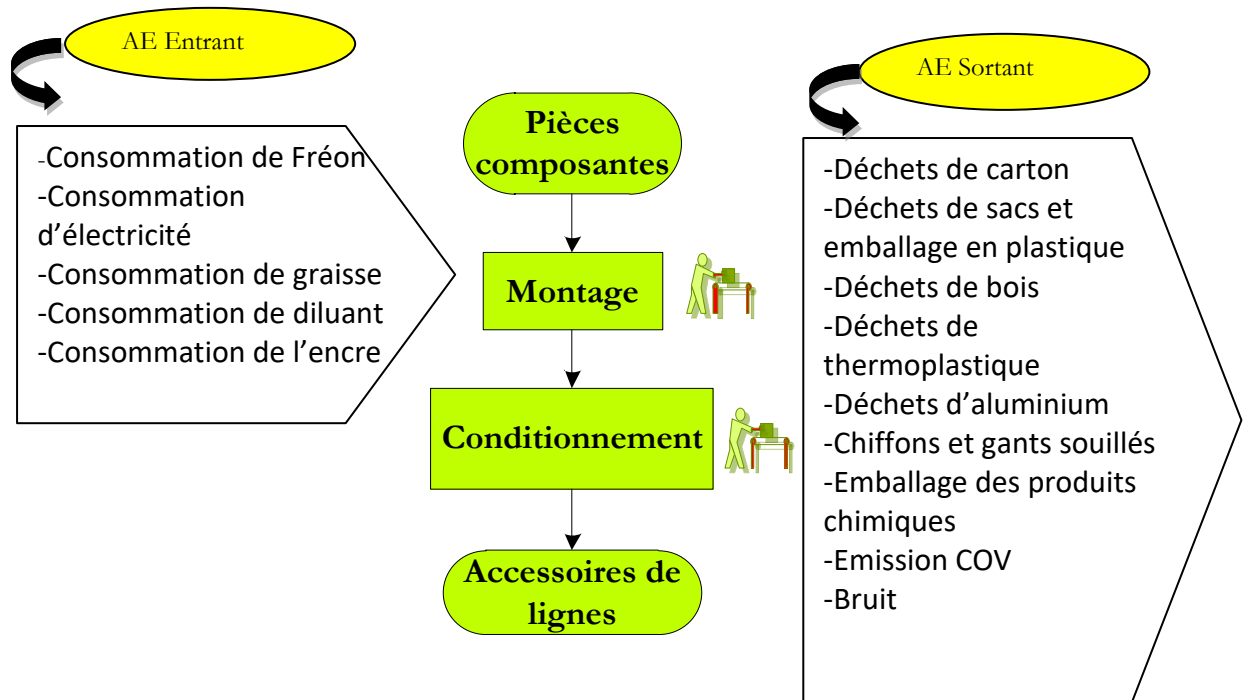 AE Entrant
-Consommation de Fréon
-Consommation
d’électricité
-Consommation de graisse
-Consommation de diluant
-Consommation de l’encre
Pièces
composantes
Montage
Conditionnement
Accessoires de
lignes
AE Sortant
-Déchets de carton
-Déchets de sacs et
emballage en plastique
-Déchets de bois
-Déchets de
thermoplastique
-Déchets d’aluminium
-Chiffons et gants souillés
-Emballage des produits
chimiques
-Emission COV
-Bruit